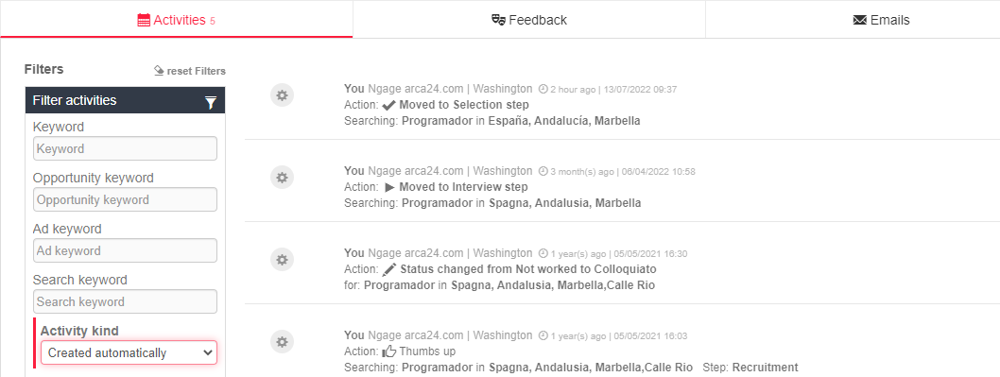 Activities 5
Feedback
Emails
Filters
reset Filters
Filter activities
Keyword
Keyword
Opportunity keyword
Opportunity keyword
Ad keyword
Ad keyword
Search keyword
Search keyword
Activity kind
Created automatically
You Ngage arca24.com | Washington 2 hour ago | 13/07/2022 09:37
Action: Moved to Selection step
Searching: Programador in España, Andalucía, Marbella
You Ngage arca24.com | Washington 3 month(s) ago | 06/04/2022 10:58
Action: Moved to Interview step
Searching: Programador in Spagna, Andalusia, Marbella
You Ngage arca24.com | Washington 1 year(s) ago | 05/05/2021 16:30
Action: Status changed from Not worked to Colloquiato
for: Programador in Spagna, Andalusia, Marbella,Calle Rio
You Ngage arca24.com | Washington 1 year(s) ago | 05/05/2021 16:03
Action: Thumbs up
Searching: Programador in Spagna, Andalusia, Marbella,Calle Rio Step: Recruitment